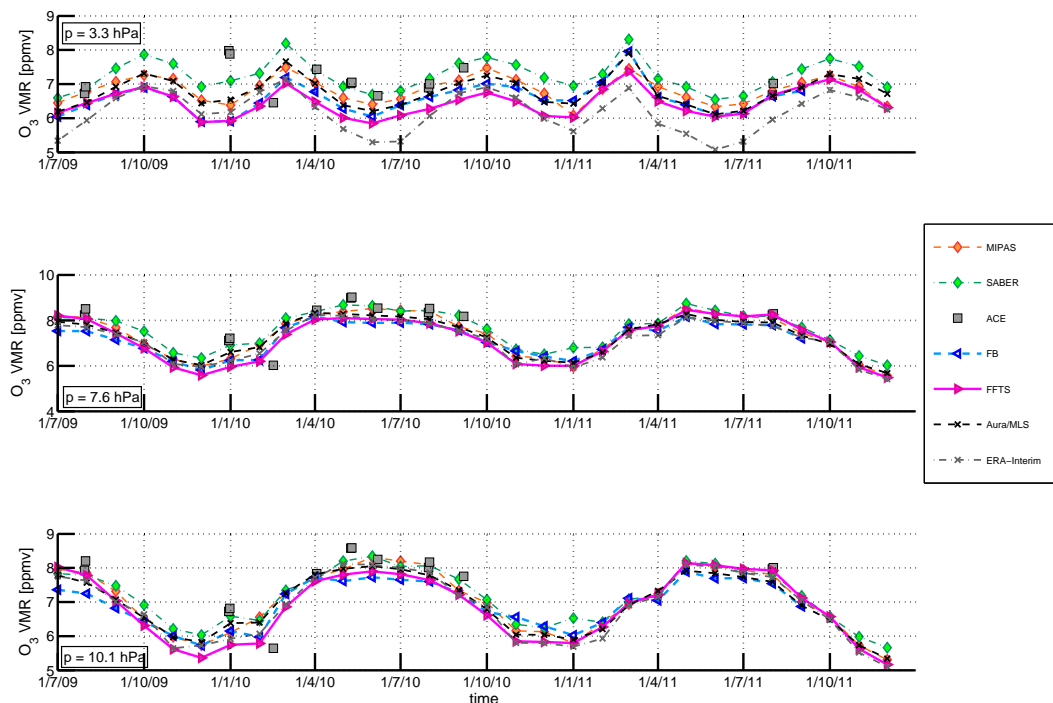 9
p = 3.3 hPa
8
7
6
5
O3 VMR [ppmv]
1/7/09 1/10/09 1/1/10 1/4/10 1/7/10 1/10/10 1/1/11 1/4/11 1/7/11 1/10/11
10
8
6
4
O3 VMR [ppmv]
p = 7.6 hPa
1/7/09 1/10/09 1/1/10 1/4/10 1/7/10 1/10/10 1/1/11 1/4/11 1/7/11 1/10/11
MIPAS
SABER
ACE
FB
FFTS
Aura/MLS
ERA−Interim
9
8
7
6
5
O3 VMR [ppmv]
p = 10.1 hPa
1/7/09 1/10/09 1/1/10 1/4/10 1/7/10 1/10/10 1/1/11 1/4/11 1/7/11 1/10/11
time